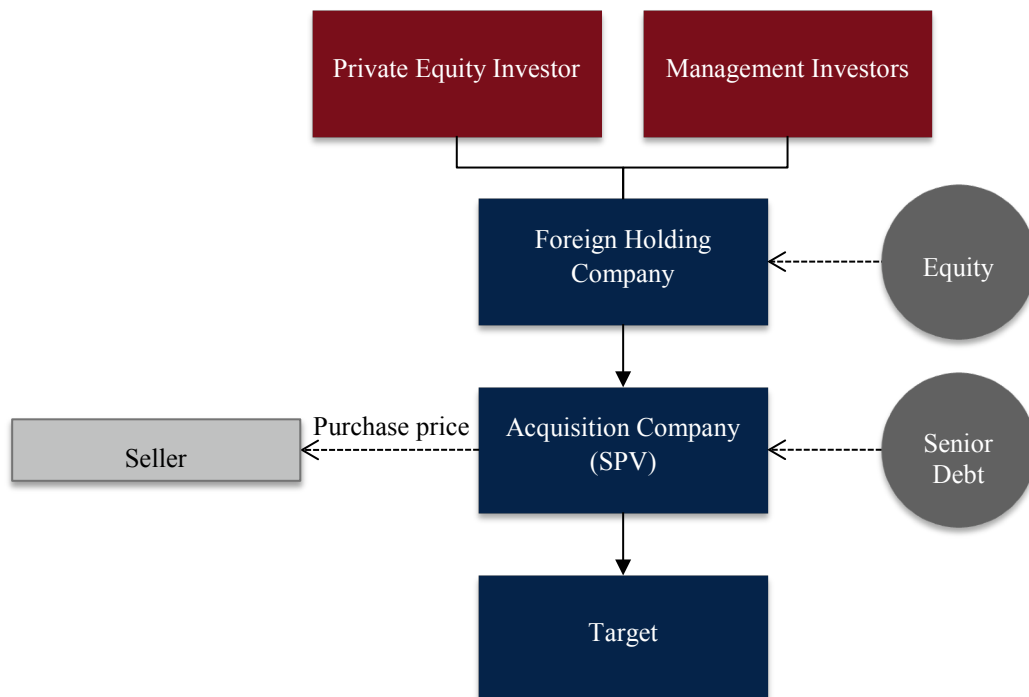 Private Equity Investor
Management Investors
Foreign Holding
Company
Equity
Purchase price
Seller
Acquisition Company
(SPV)
Senior
Debt
Target